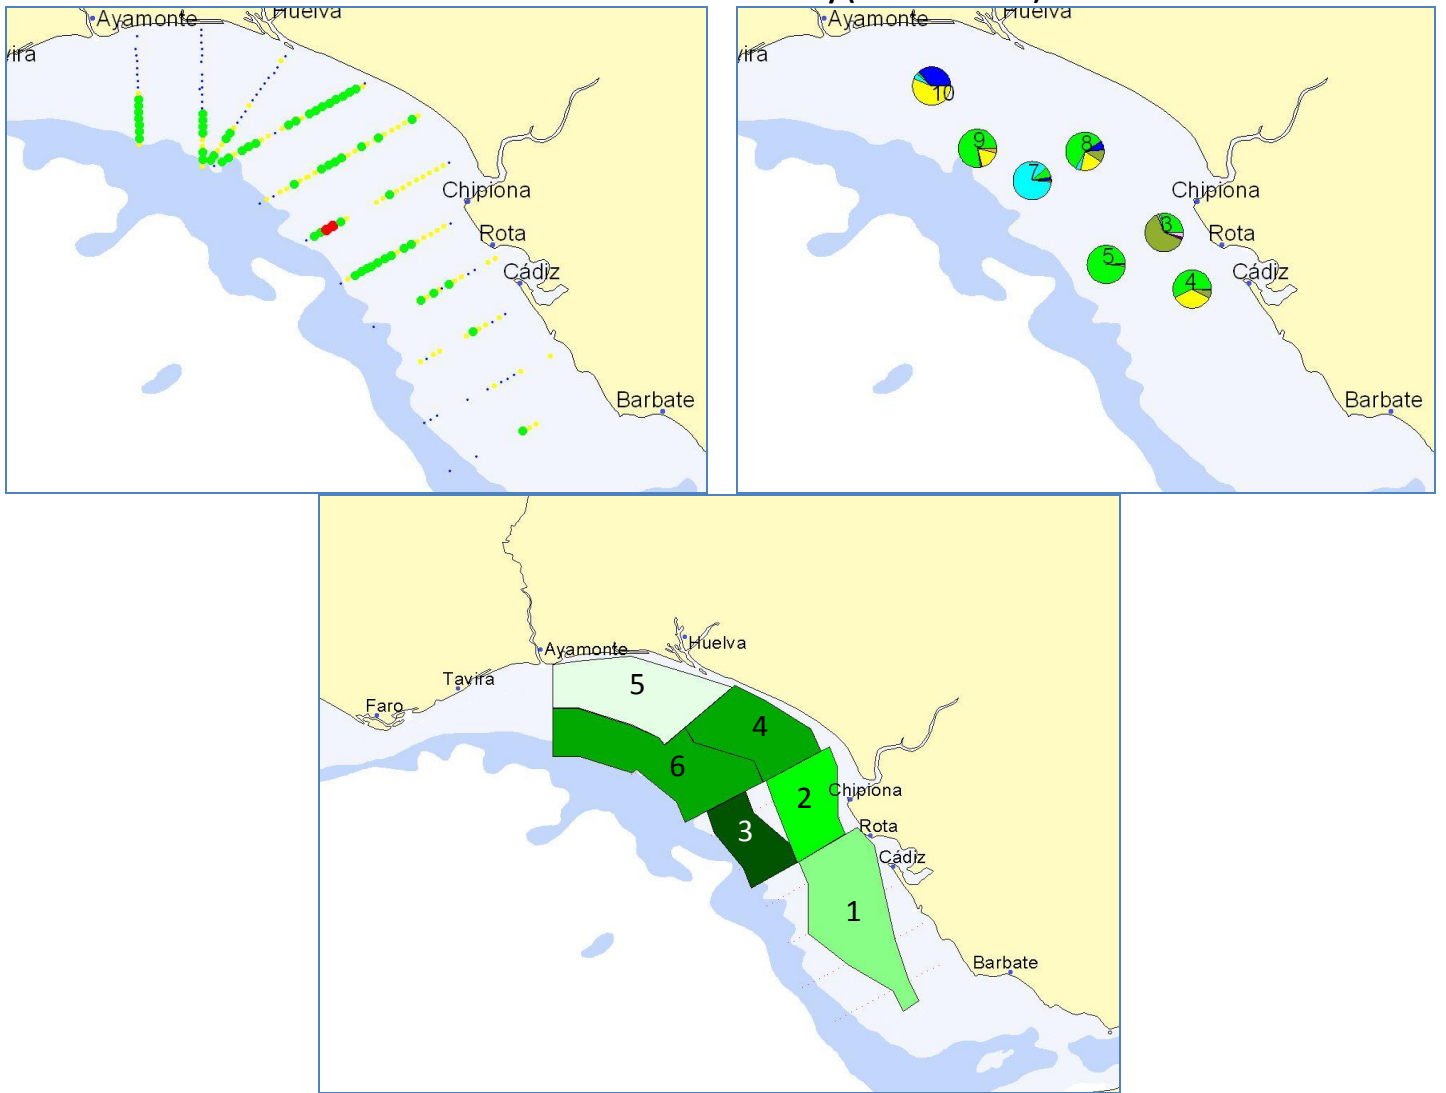 Ayamonte
Huelva
Chipiona
Rota
Cádiz
Barbate
Ayamonte
Huelva
10
9
8
7
Chipiona
3
Rota
5
Cádiz
4
Barbate
Huelva
Ayamonte
Tavira
5
Faro
4
6
2
Chipiona
3
Rota
Cádiz
1
Barbate